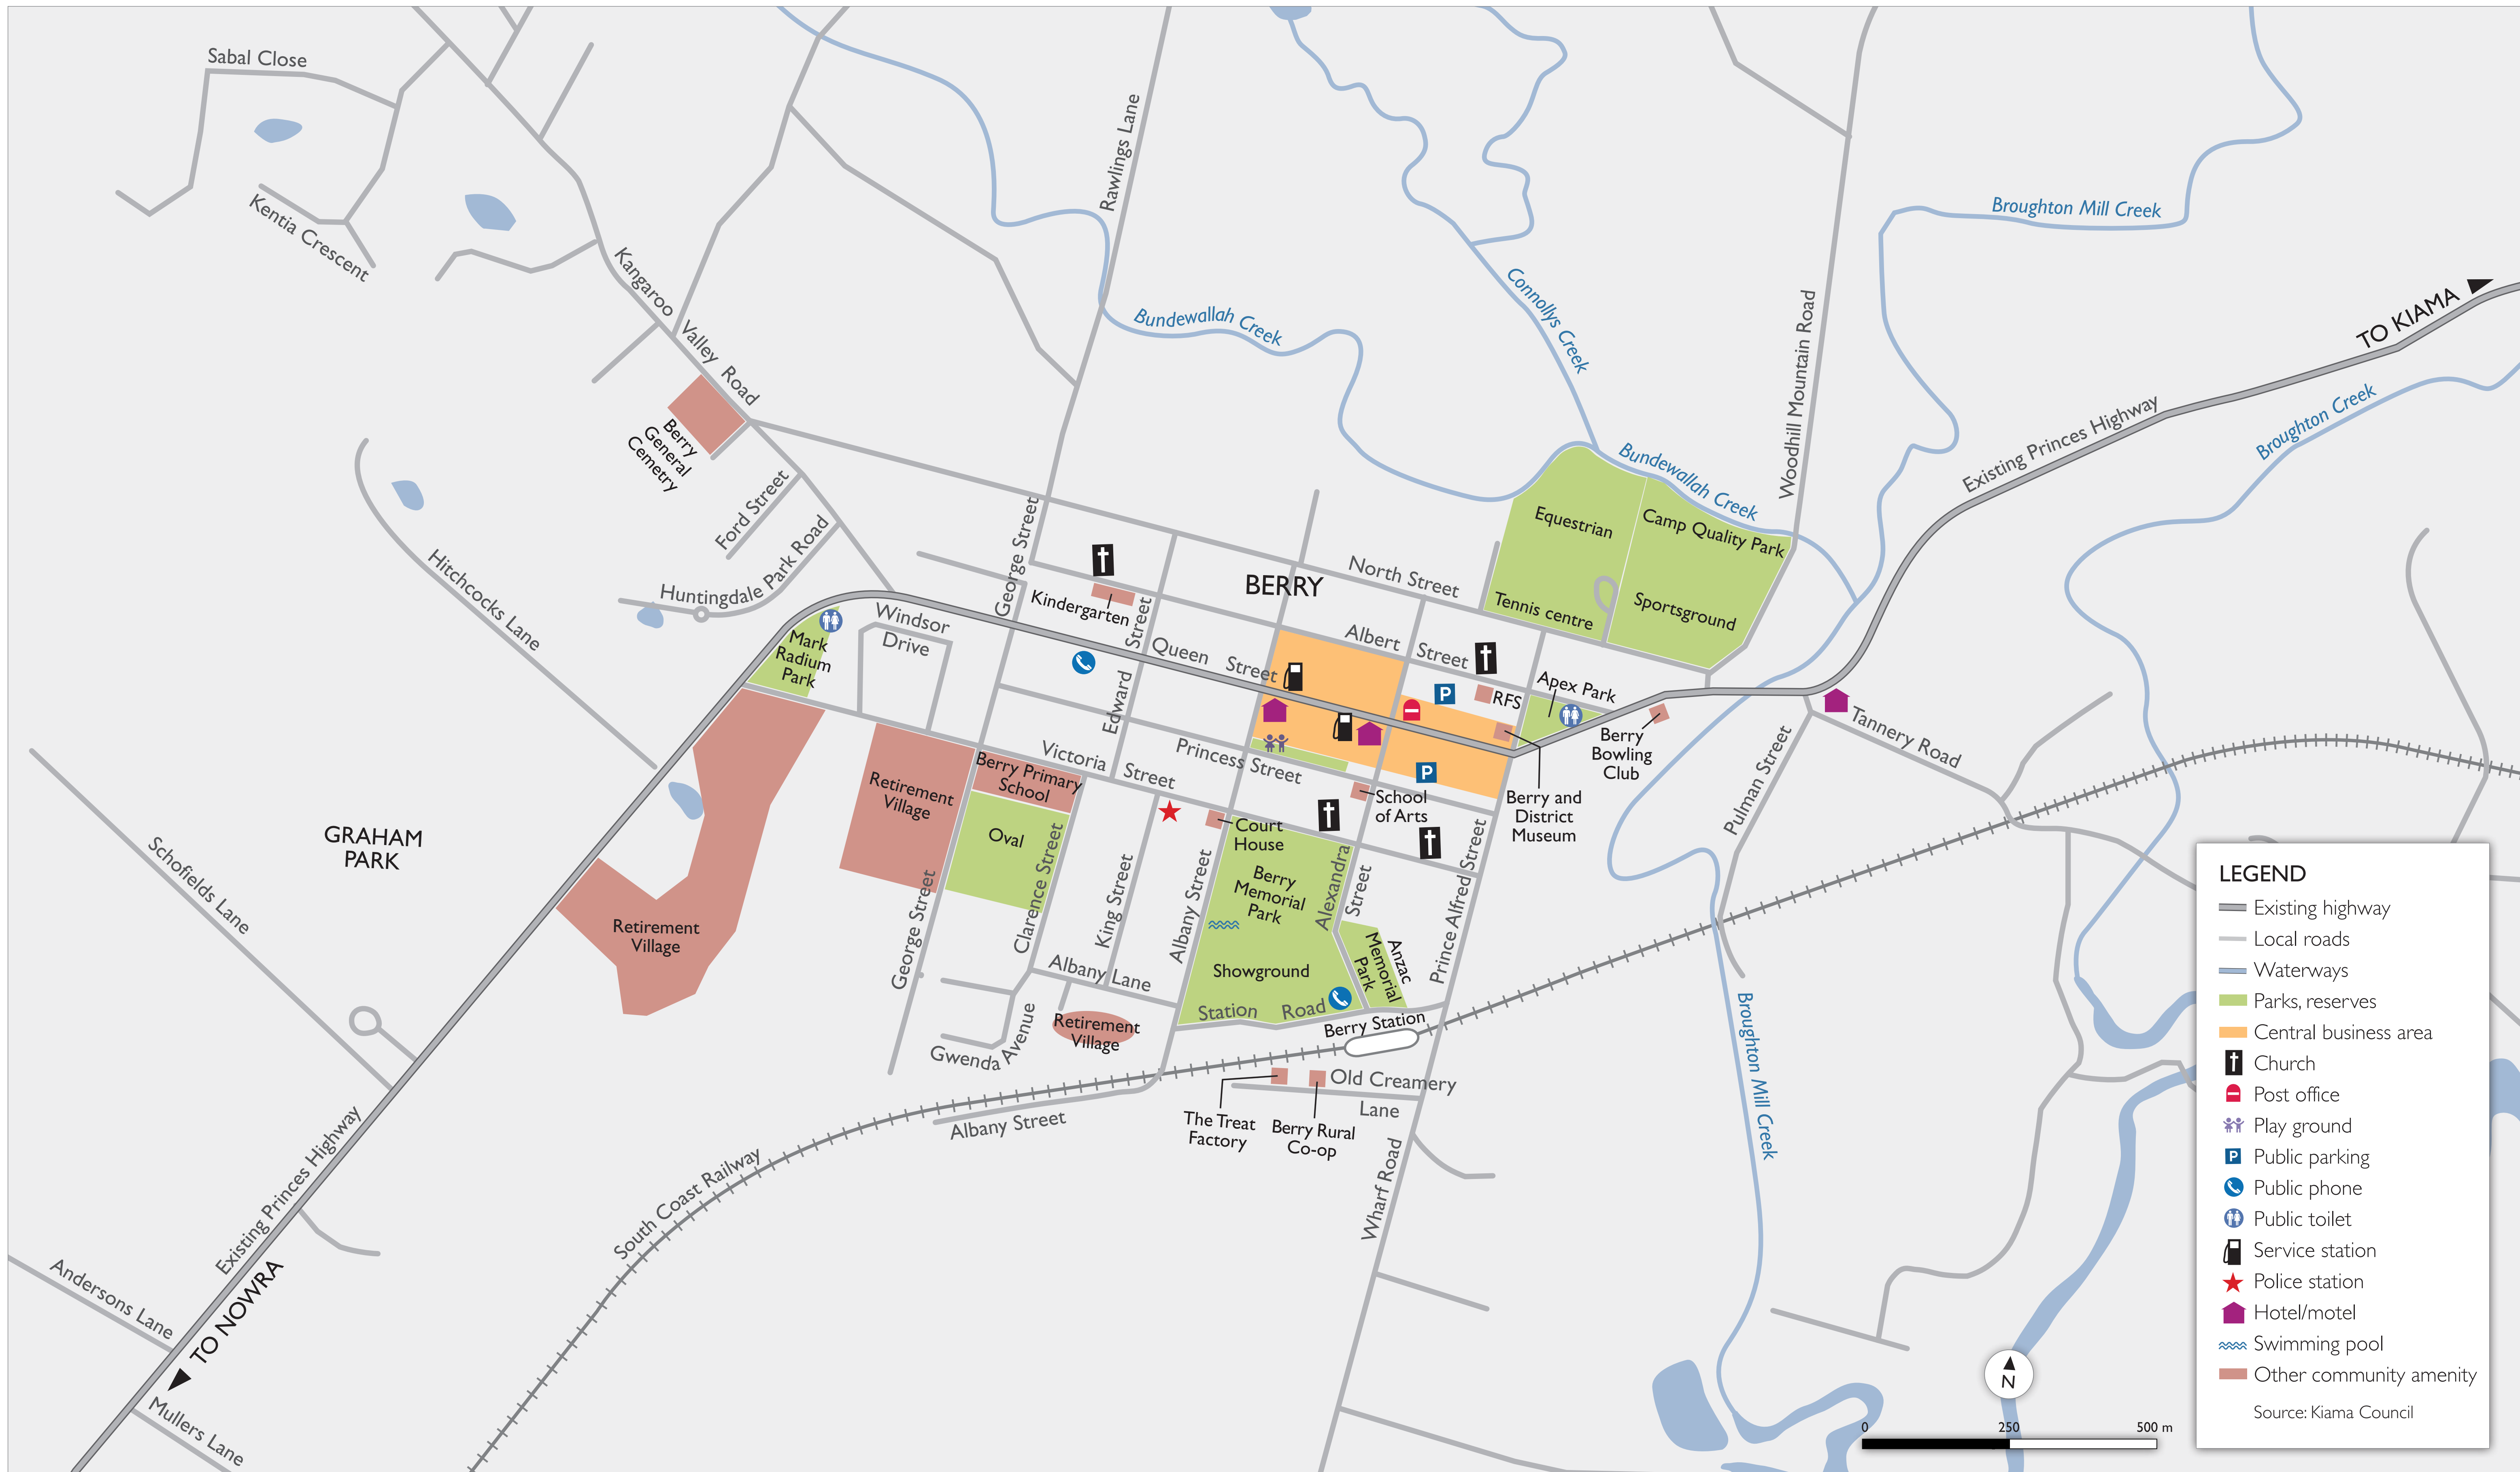 Sabal Close
Kentia Crescent
Kangaroo
Valley
Road
Rawlings Lane
Bundewallah Creek
Connollys Creek
Broughton Mill Creek
Woodhill Mountain Road
TO KIAMA
Existing Princes Highway
Broughton Creek
Bundewallah Creek
Berry
General
Cemetery
Ford Street
Huntingdale Park Road
Hitchcocks Lane
George Street
Kindergarten
BERRY
North Street
Equestrian
Camp Quality Park
Tennis centre
Sportsground
Mark
Radium
Park
Windsor
Drive
Edward
Street
Queen
Street
Albert
Street
P
RFS
Apex Park
Berry
Bowling
Club
Tannery Road
Pulman Street
Victoria
Street
Princess Street
P
School
of Arts
Berry and
District
Museum
Retirement
Village
Berry Primary
School
Oval
Court
House
GRAHAM
PARK
Schofields Lane
Retirement
Village
George Street
Clarence Street
King Street
Albany Street
Berry
Memorial
Park
Alexandra
Street
Prince Alfred Street
Anzac
Memorial
Park
Showground
Albany Lane
Station
Road
Berry Station
Gwenda
Avenue
Retirement
Village
Albany Street
The Treat
Factory
Berry Rural
Co-op
Old Creamery
Lane
Wharf Road
South Coast Railway
Broughton Mill Creek
Existing Princes Highway
Andersons Lane
TO NOWRA
Mullers Lane
LEGEND
Existing highway
Local roads
Waterways
Parks, reserves
Central business area
Church
Post office
Play ground
P Public parking
Public phone
Public toilet
Service station
Police station
Hotel/motel
Swimming pool
Other community amenity
Source: Kiama Council
N
0 250 500 m